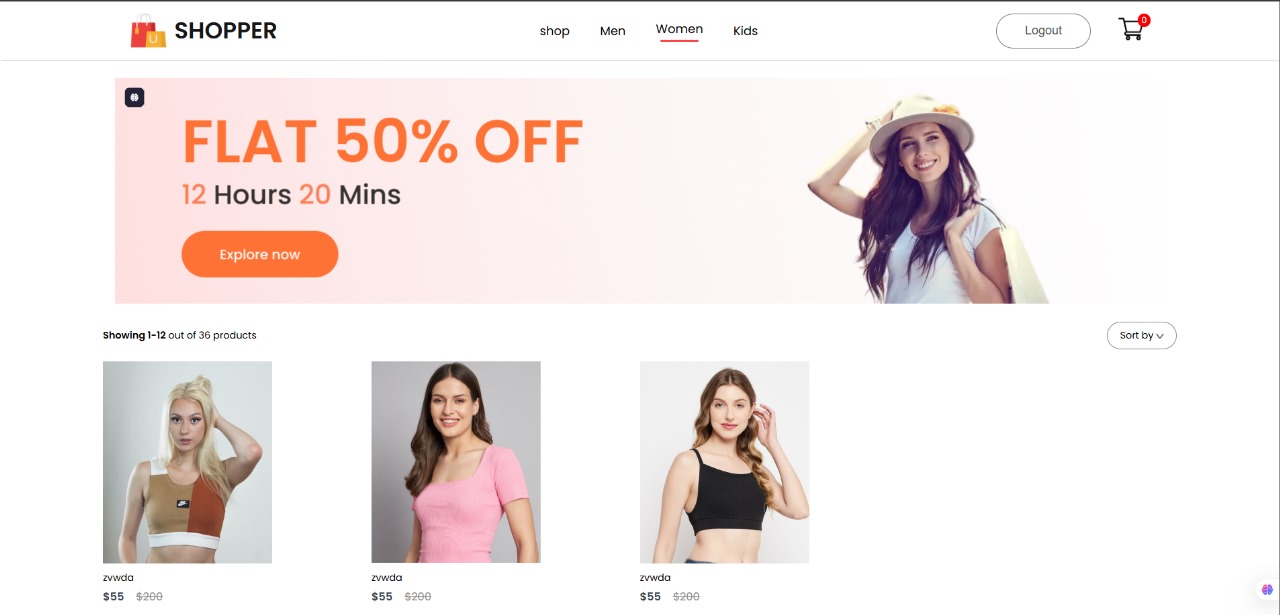 SHOPPER
shop Men Women Kids
Logout
0
FLAT 50% OFF
12 Hours 20 Mins
Explore now
Showing 1-12 out of 36 products
Sort by
zvwda zvwda zvwda
$55 $200 $55 $200 $55 $200